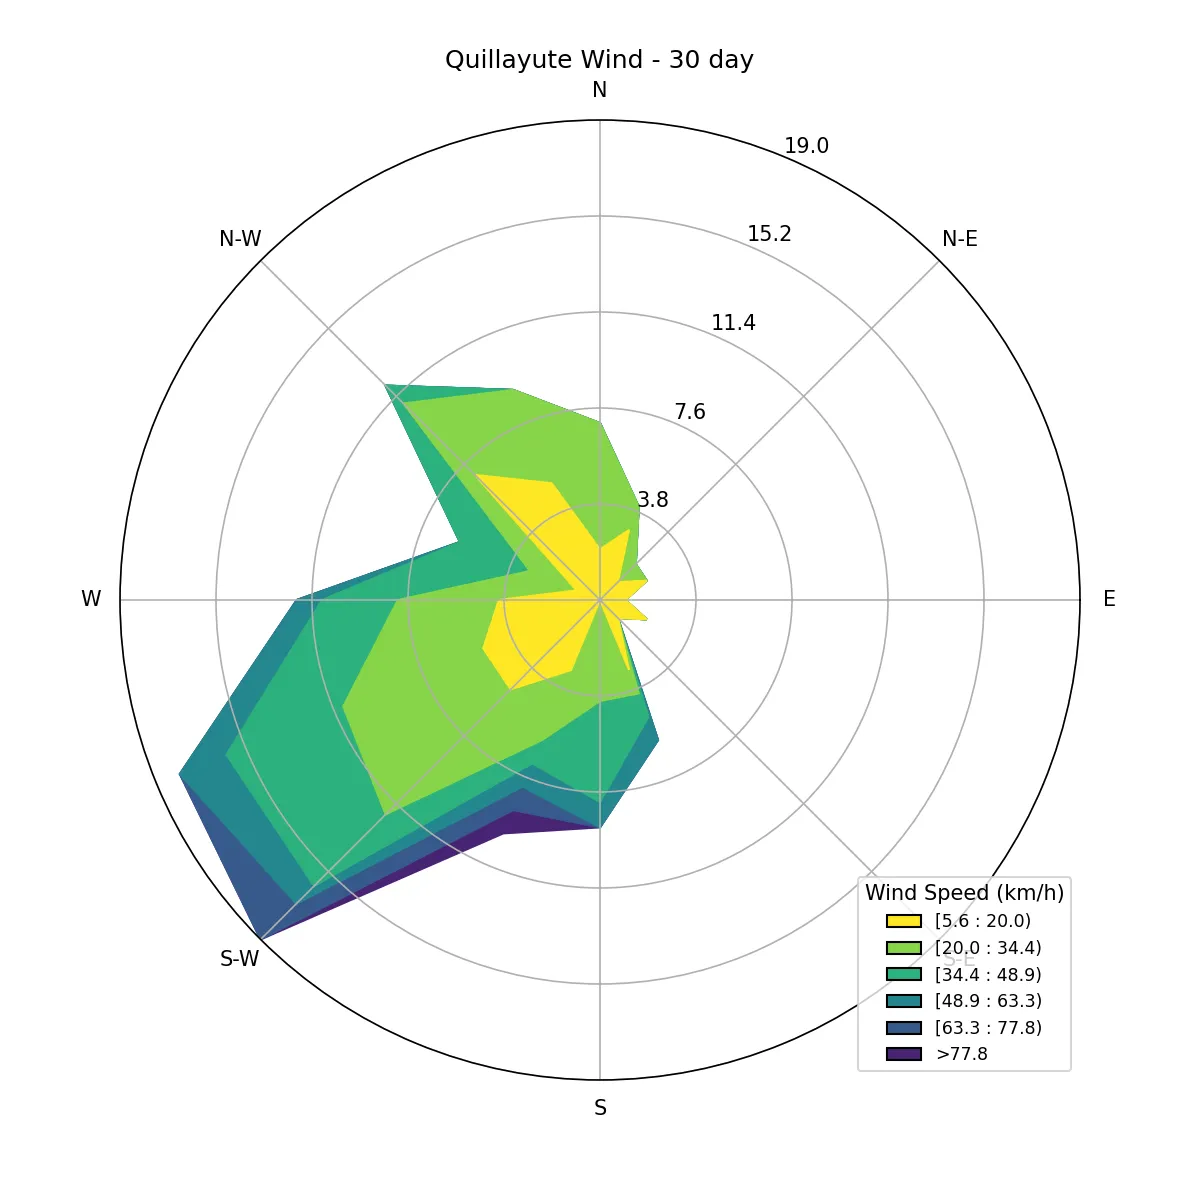 Quillayute Wind - 30 day
N
19.0
15.2
N-W
N-E
11.4
7.6
3.8
W
E
Wind Speed (km/h)
[5.6 : 20.0)
[20.0 : 34.4)
S-W
S-E
[34.4 : 48.9)
[48.9 : 63.3)
[63.3 : 77.8)
>77.8
S